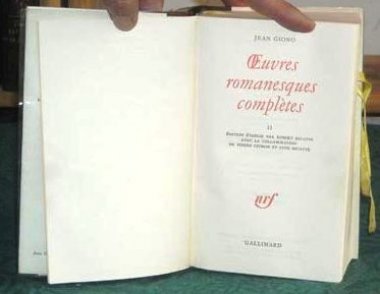 JEAN GIONO
Œuvres
romanesques
complètes
II
ÉDITION ÉTABLIE PAR ROBERT RICATTE
AVEC LA COLLABORATION
DE PIERRE CITRON ET LUCE RICATTE
nrf
GALLIMARD